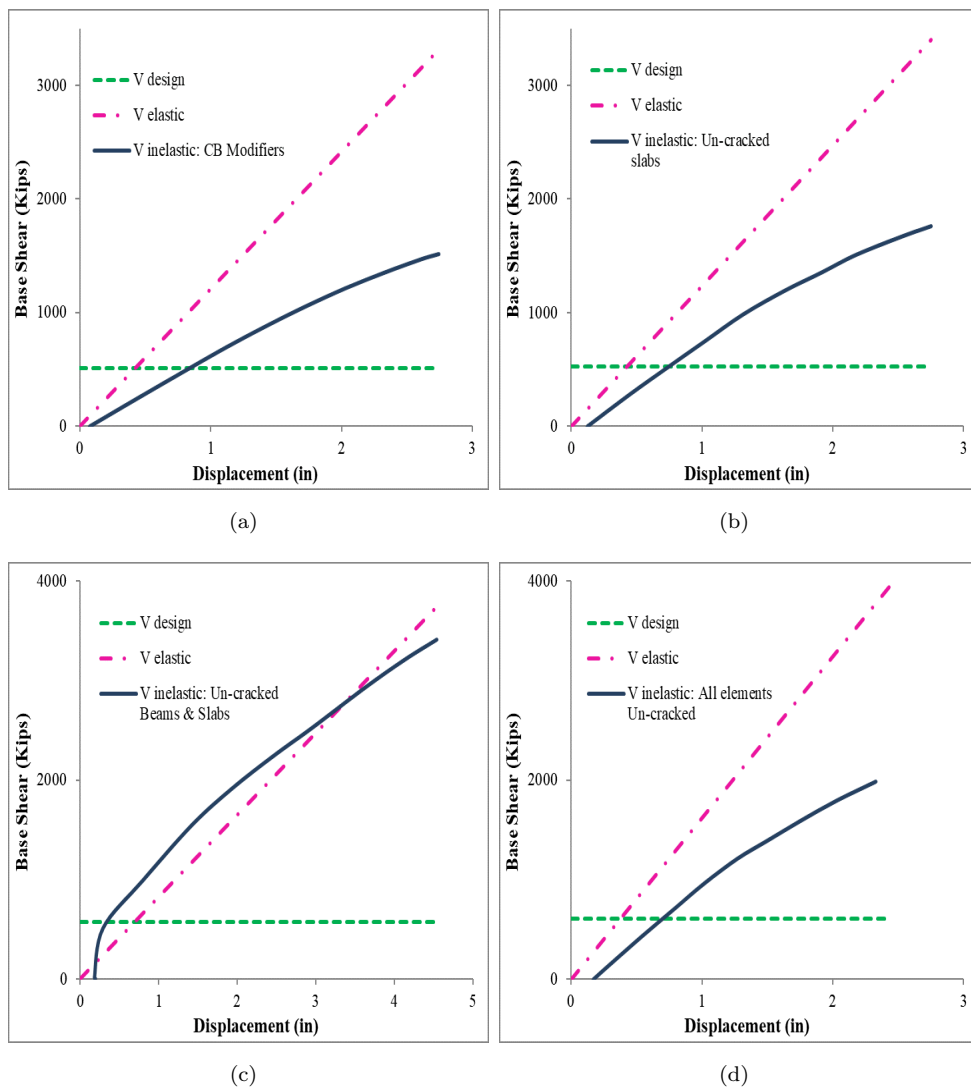 3000
2000
1000
0
Base Shear (Kips)
V design
V elastic
V inelastic: CB Modifiers
0 1 2 3
Displacement (in)
(a)
3000
2000
1000
0
Base Shear (Kips)
V design
V elastic
V inelastic: Un-cracked
slabs
0 1 2 3
Displacement (in)
(b)
4000
2000
0
Base Shear (Kips)
V design
V elastic
V inelastic: Un-cracked
Beams & Slabs
0 1 2 3 4 5
Displacement (in)
(c)
4000
2000
0
Base Shear (Kips)
V design
V elastic
V inelastic: All elements
Un-cracked
0 1 2 3
Displacement (in)
(d)